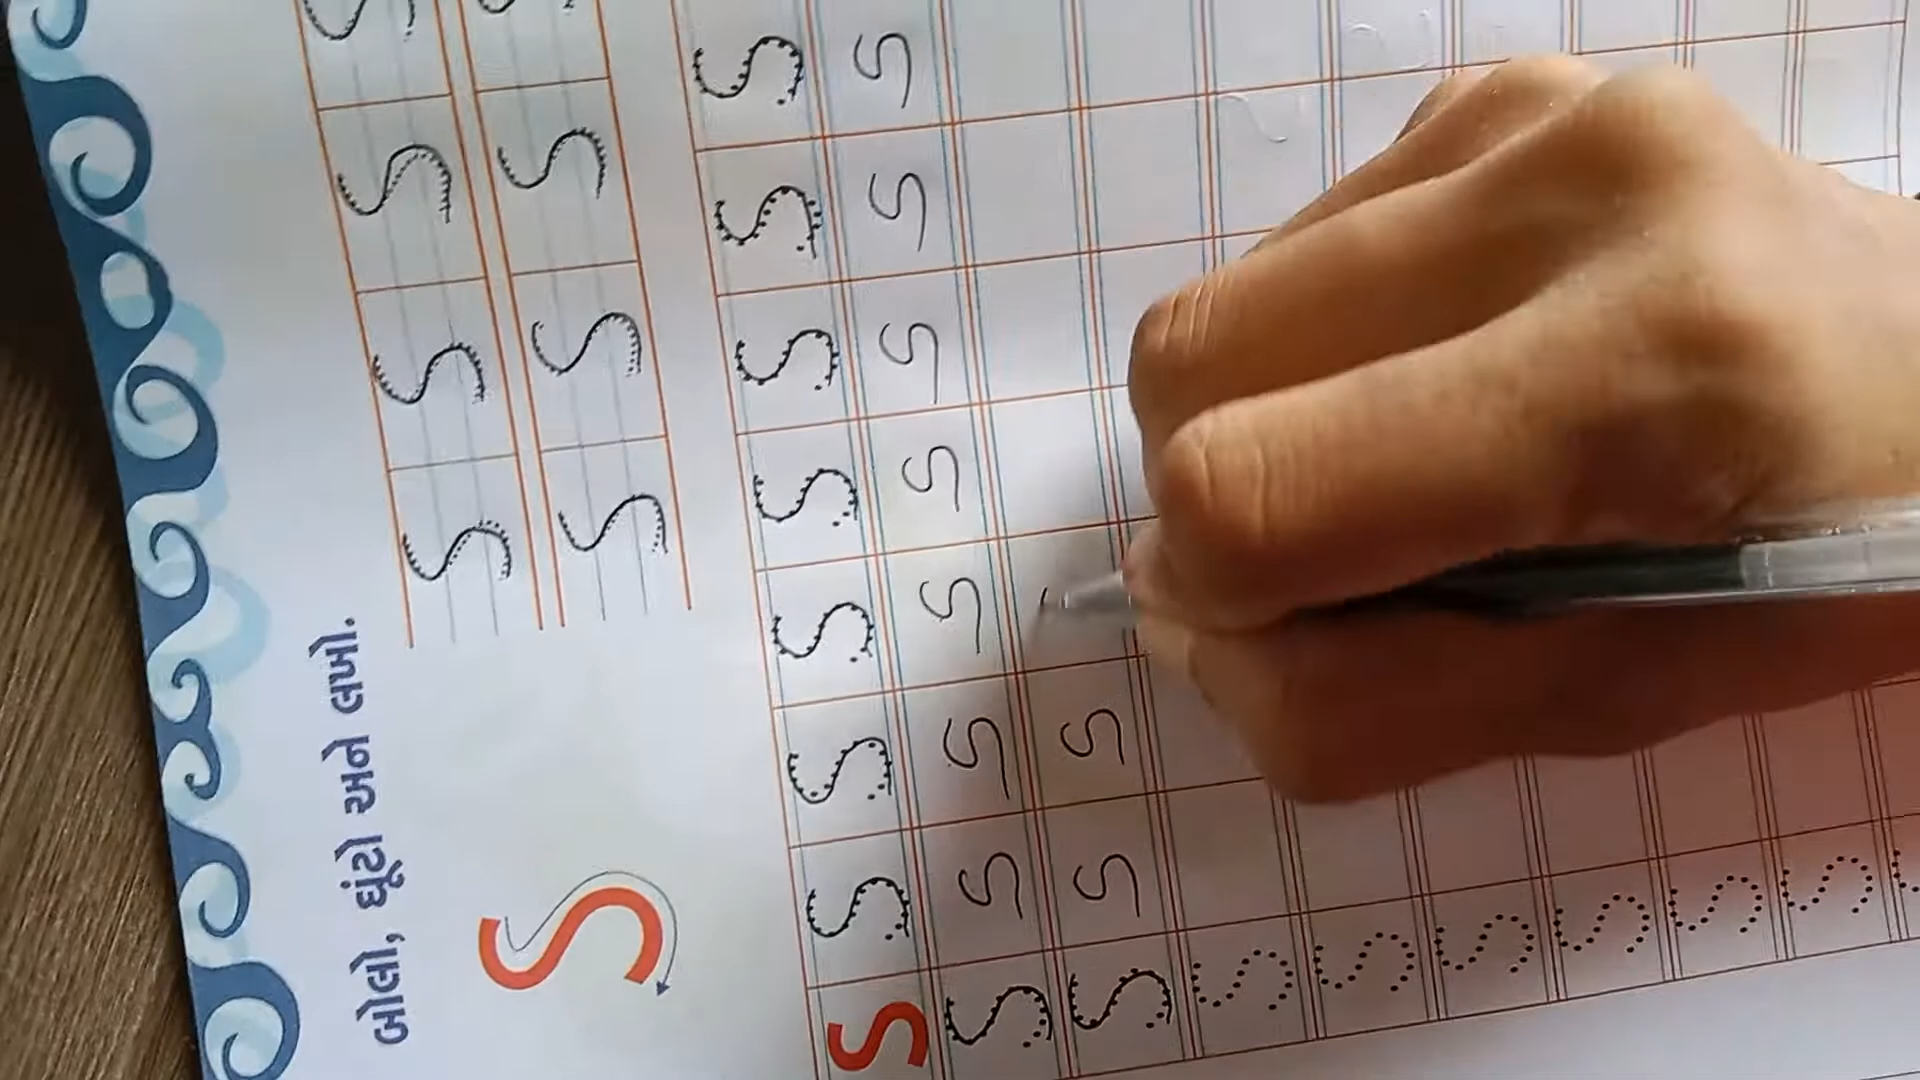 બોલો, ઘૂંટો અને લખો.
ડ ડ ડ ડ ડ
ડ ડ ડ ડ
ડ ડ ડ ડ ડ ડ ડ ડ
ડ ડ ડ ડ ડ ડ ડ ડ
ડ ડ ડ
ડ
ડ
ડ
ડ
ડ
ડ